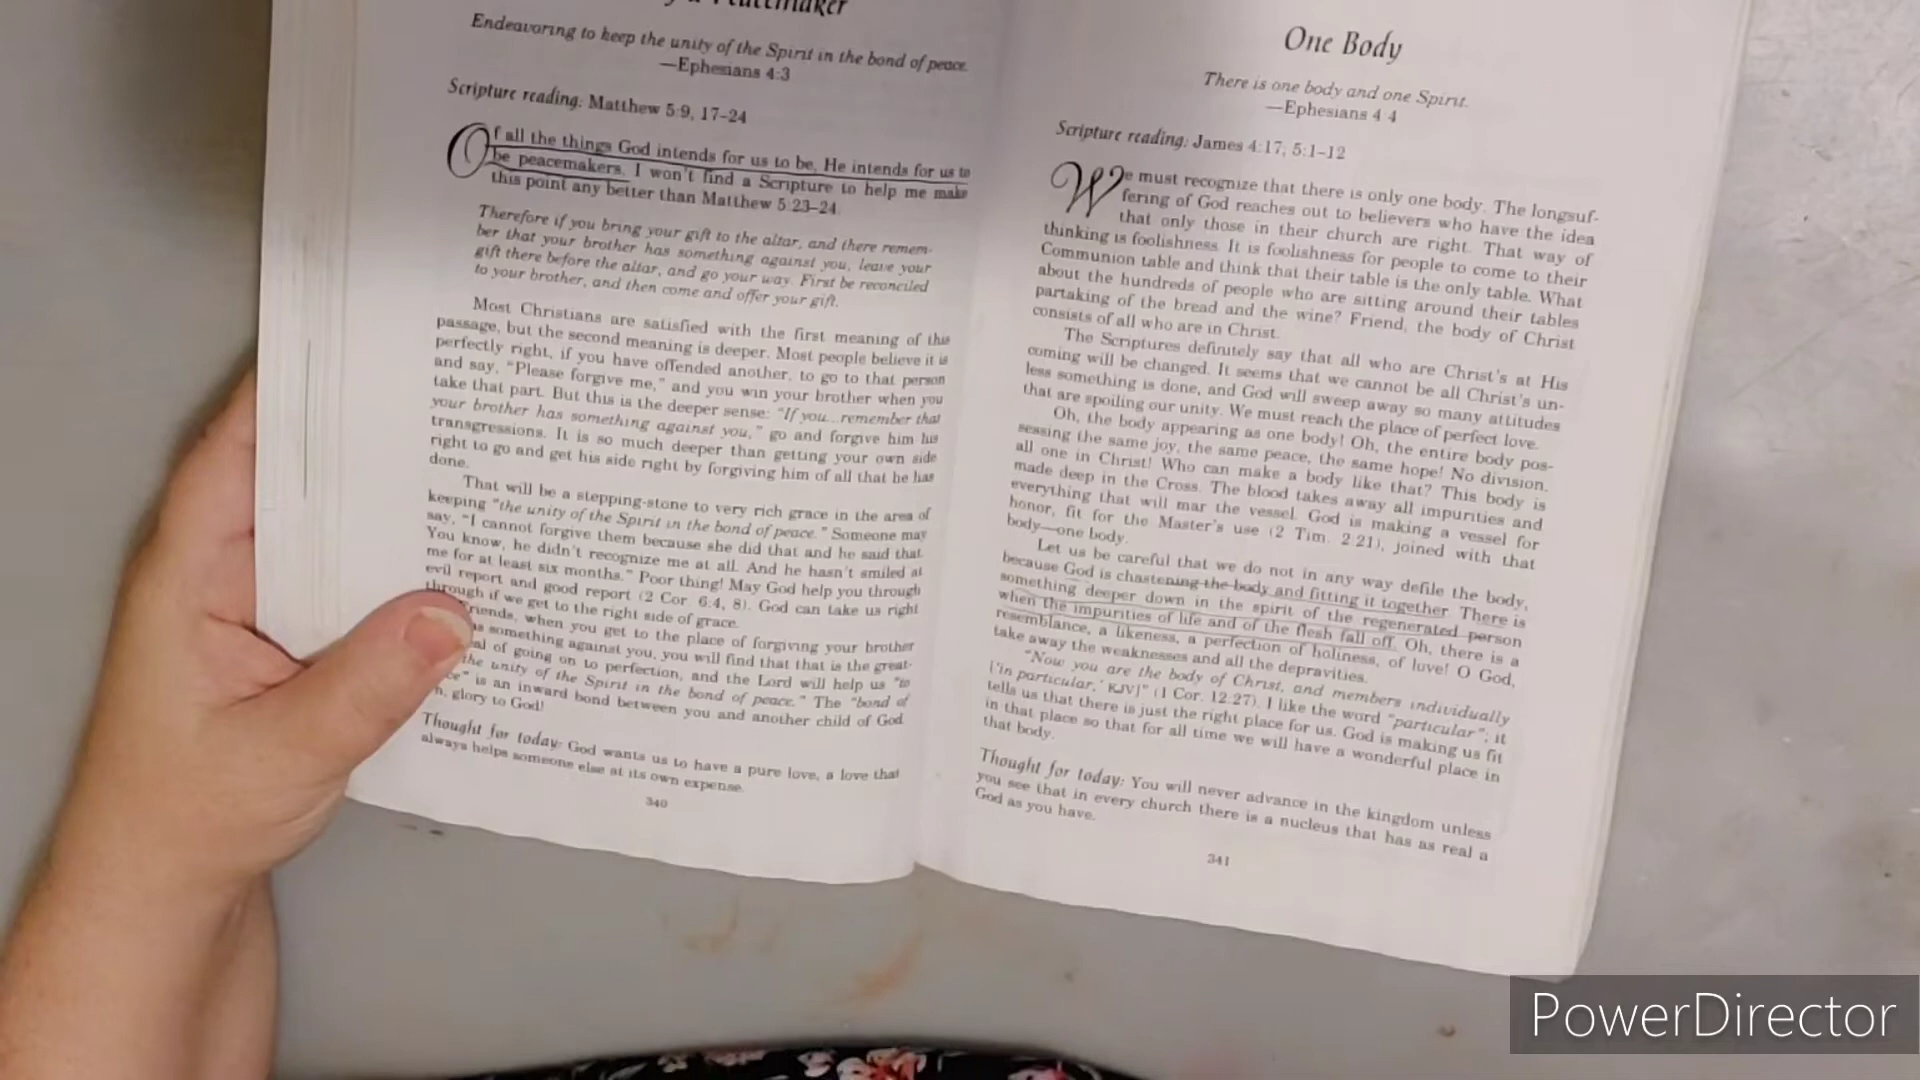 a Peacemaker
Endeavoring to keep the unity of the Spirit in the bond of peace.
—Ephesians 4:3
Scripture reading: Matthew 5:9, 17–24
Of all the things God intends for us to be, He intends for us to
be peacemakers. I won't find a Scripture to help me make
this point any better than Matthew 5:23–24.
Therefore if you bring your gift to the altar, and there remem-
ber that your brother has something against you, leave your
gift there before the altar, and go your way. First be reconciled
to your brother, and then come and offer your gift.
Most Christians are satisfied with the first meaning of this
passage, but the second meaning is deeper. Most people believe it is
perfectly right, if you have offended another, to go to that person
and say, "Please forgive me," and you win your brother when you
take that part. But this is the deeper sense: "If you...remember that
your brother has something against you," go and forgive him his
transgressions. It is so much deeper than getting your own side
right to go and get his side right by forgiving him of all that he has
done.
That will be a stepping-stone to very rich grace in the area of
keeping "the unity of the Spirit in the bond of peace." Someone may
say, "I cannot forgive them because she did that and he said that.
You know, he didn't recognize me at all. And he hasn't smiled at
me for at least six months." Poor thing! May God help you through
evil report and good report (2 Cor. 6:4, 8). God can take us right
through if we get to the right side of grace.
Friends, when you get to the place of forgiving your brother
something against you, you will find that that is the great-
of going on to perfection, and the Lord will help us "to
the unity of the Spirit in the bond of peace." The "bond of
is an inward bond between you and another child of God.
glory to God!
Thought for today: God wants us to have a pure love, a love that
always helps someone else at its own expense.
340
One Body
There is one body and one Spirit.
—Ephesians 4:4
Scripture reading: James 4:17; 5:1–12
We must recognize that there is only one body. The longsuf-
fering of God reaches out to believers who have the idea
that only those in their church are right. That way of
thinking is foolishness. It is foolishness for people to come to their
Communion table and think that their table is the only table. What
about the hundreds of people who are sitting around their tables
partaking of the bread and the wine? Friend, the body of Christ
consists of all who are in Christ.
The Scriptures definitely say that all who are Christ's at His
coming will be changed. It seems that we cannot be all Christ's un-
less something is done, and God will sweep away so many attitudes
that are spoiling our unity. We must reach the place of perfect love.
Oh, the body appearing as one body! Oh, the entire body pos-
sessing the same joy, the same peace, the same hope! No division,
all one in Christ! Who can make a body like that? This body is
made deep in the Cross. The blood takes away all impurities and
everything that will mar the vessel. God is making a vessel for
honor, fit for the Master's use (2 Tim. 2:21), joined with that
body—one body.
Let us be careful that we do not in any way defile the body,
because God is chastening the body and fitting it together. There is
something deeper down in the spirit of the regenerated person
when the impurities of life and of the flesh fall off. Oh, there is a
resemblance, a likeness, a perfection of holiness, of love! O God,
take away the weaknesses and all the depravities.
"Now you are the body of Christ, and members individually
['in particular,' KJV]" (1 Cor. 12:27). I like the word "particular"; it
tells us that there is just the right place for us. God is making us fit
in that place so that for all time we will have a wonderful place in
that body.
Thought for today: You will never advance in the kingdom unless
you see that in every church there is a nucleus that has as real a
God as you have.
341
PowerDirector